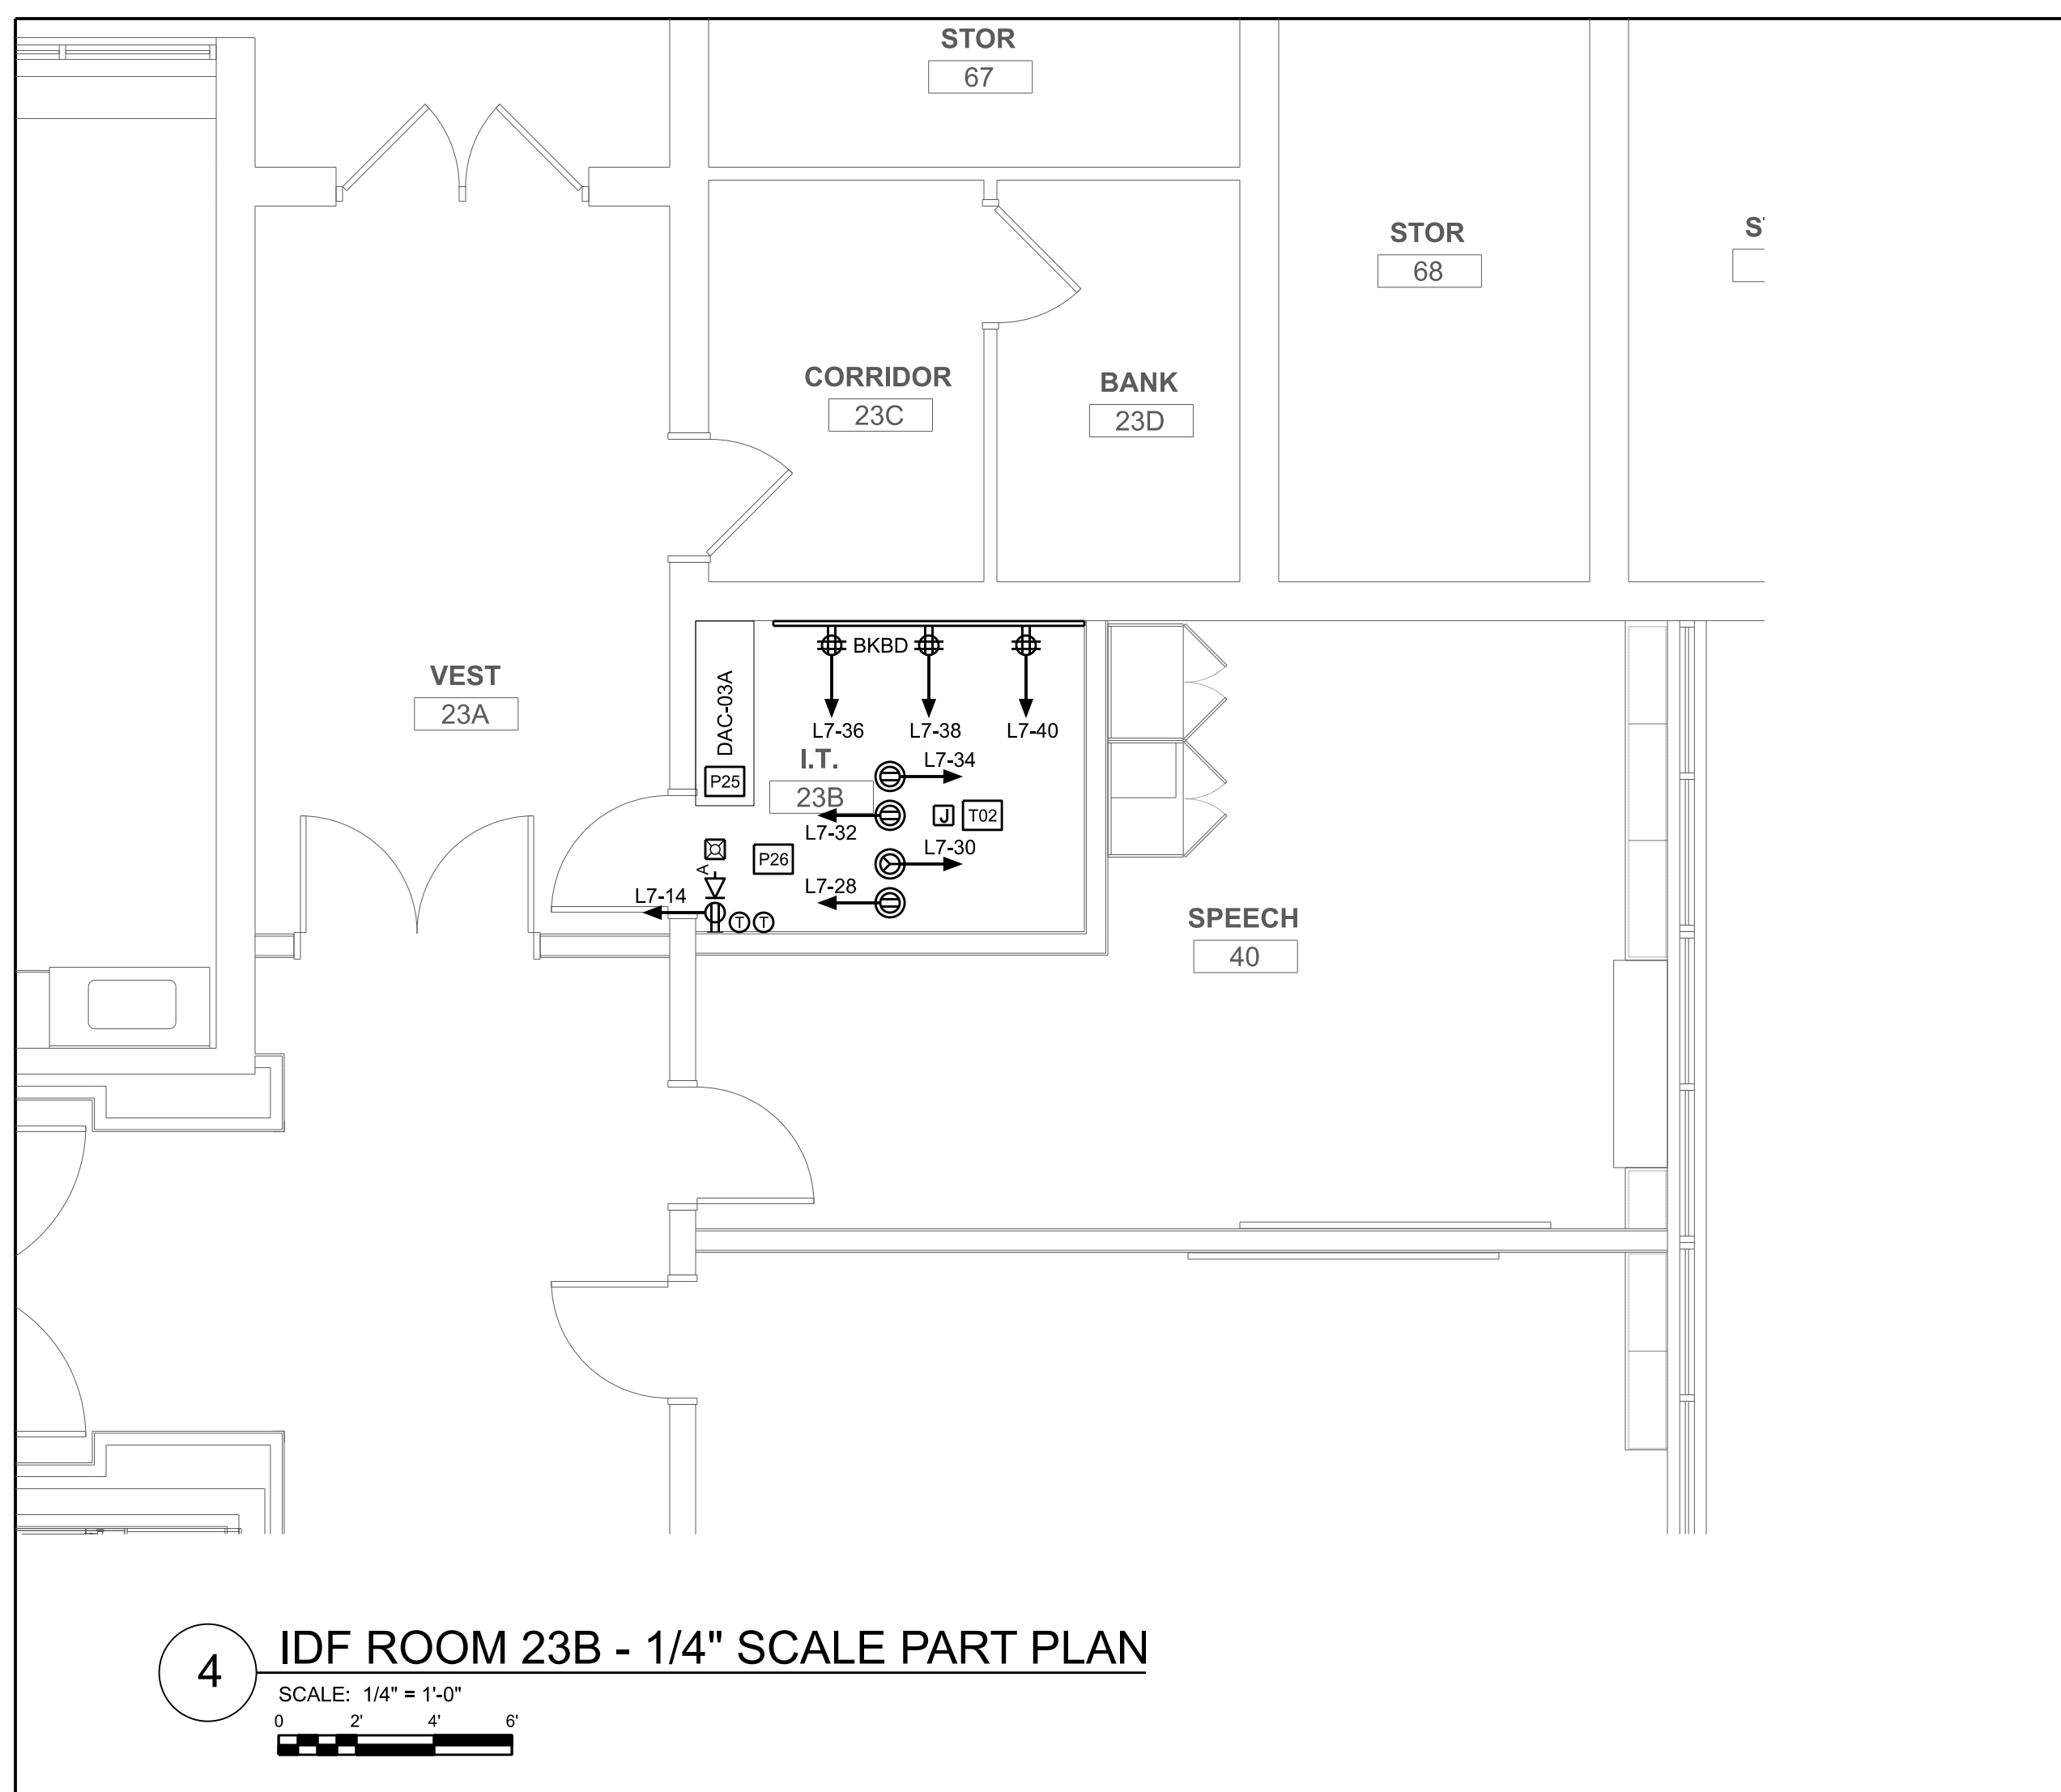 STOR
67
STOR
68
CORRIDOR
23C
BANK
23D
VEST
23A
BKBD
DAC-03A
L7-36
L7-38
L7-40
I.T.
23B
L7-34
P25
L7-32
J
T02
L7-30
P26
A
L7-28
L7-14
T
T
SPEECH
40
4
IDF ROOM 23B - 1/4" SCALE PART PLAN
SCALE: 1/4" = 1'-0"
0 2' 4' 6'